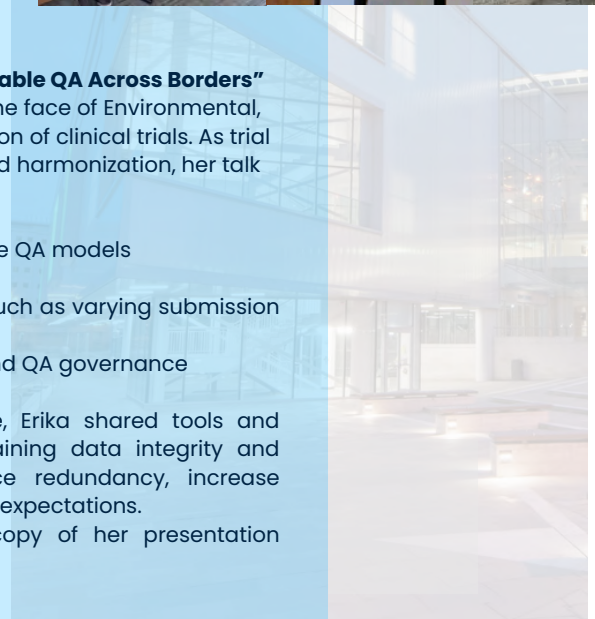 able QA Across Borders”
face of Environmental,
on of clinical trials. As trial
d harmonization, her talk
e QA models
uch as varying submission
nd QA governance
, Erika shared tools and
aining data integrity and
ce redundancy, increase
expectations.
copy of her presentation